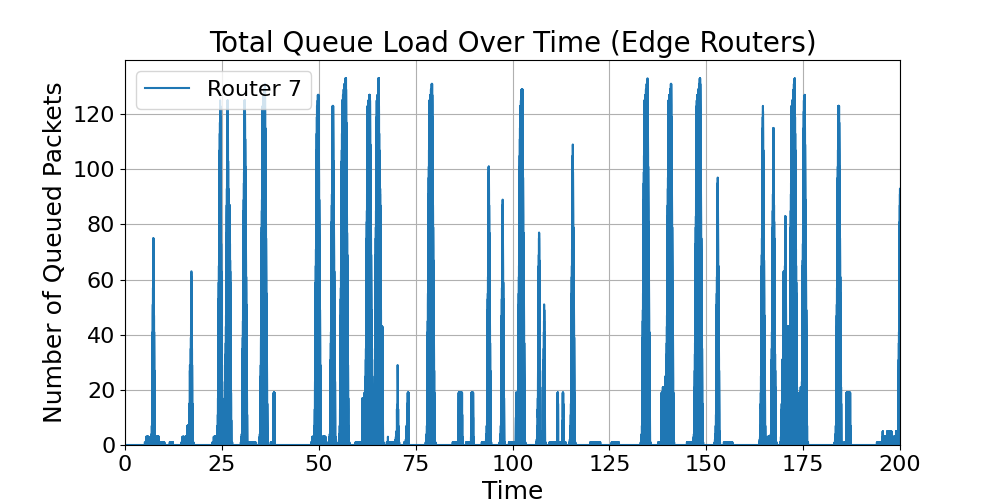 Total Queue Load Over Time (Edge Routers)
Router 7
Number of Queued Packets
120
100
80
60
40
20
0
0 25 50 75 100 125 150 175 200
Time